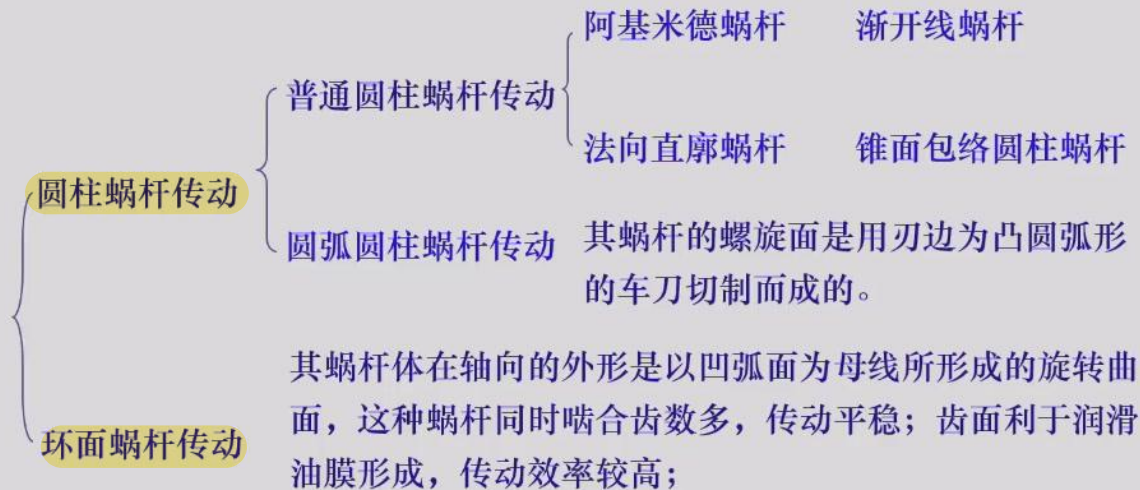 阿基米德蜗杆 渐开线蜗杆
普通圆柱蜗杆传动
法向直廓蜗杆 锥面包络圆柱蜗杆
圆柱蜗杆传动
圆弧圆柱蜗杆传动 其蜗杆的螺旋面是用刃边为凸圆弧形
的车刀切制而成的。
其蜗杆体在轴向的外形是以凹弧面为母线所形成的旋转曲
面，这种蜗杆同时啮合齿数多，传动平稳；齿面利于润滑
环面蜗杆传动
油膜形成，传动效率较高；